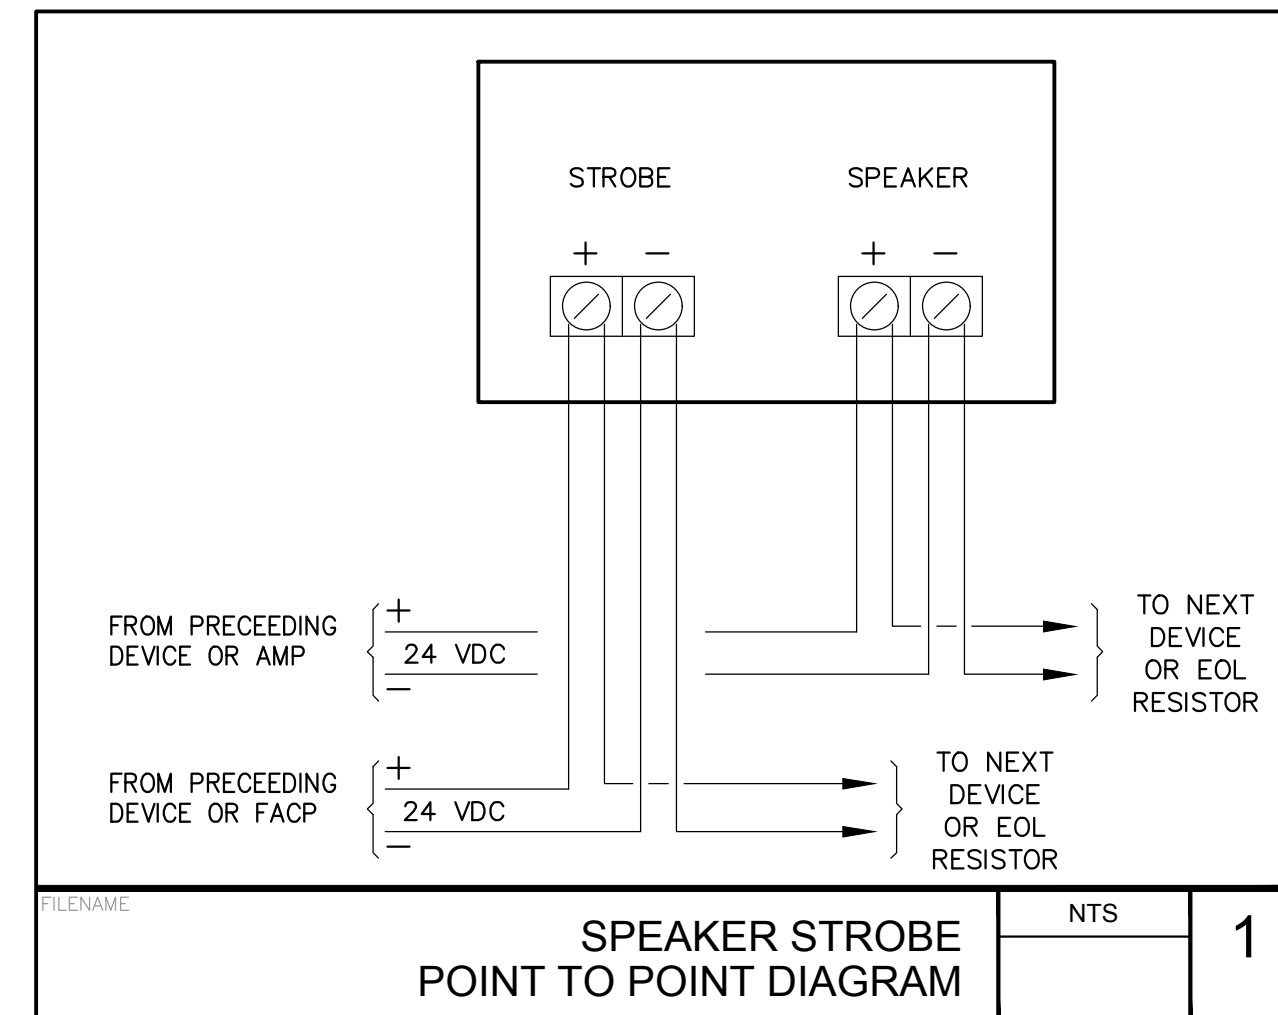 STROBE
SPEAKER
+ −
+ −
FROM PRECEEDING
DEVICE OR AMP
+
24 VDC
−
TO NEXT
DEVICE
OR EOL
RESISTOR
FROM PRECEEDING
DEVICE OR FACP
+
24 VDC
−
TO NEXT
DEVICE
OR EOL
RESISTOR
FILENAME
SPEAKER STROBE
POINT TO POINT DIAGRAM
NTS
1